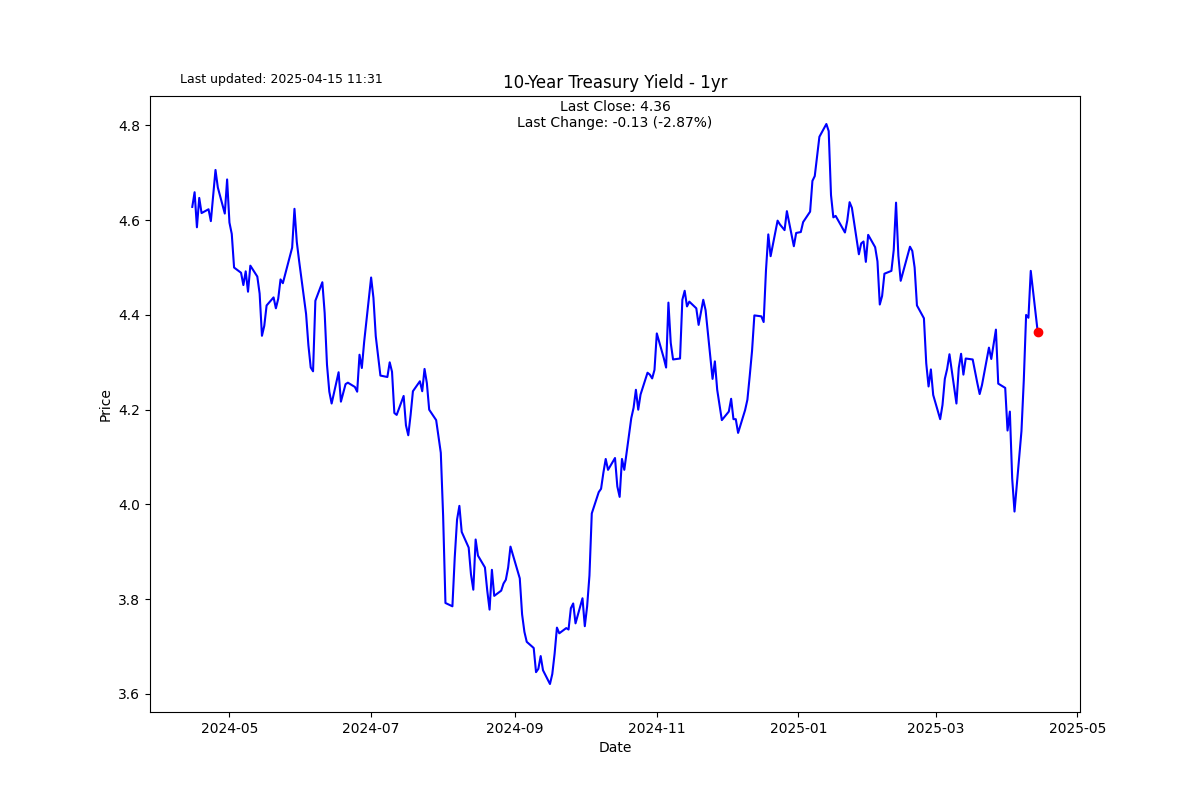 Last updated: 2025-04-15 11:31
10-Year Treasury Yield - 1yr
Last Close: 4.36
Last Change: -0.13 (-2.87%)
4.8
4.6
4.4
4.2
4.0
3.8
3.6
Price
2024-05
2024-07
2024-09
2024-11
2025-01
2025-03
2025-05
Date